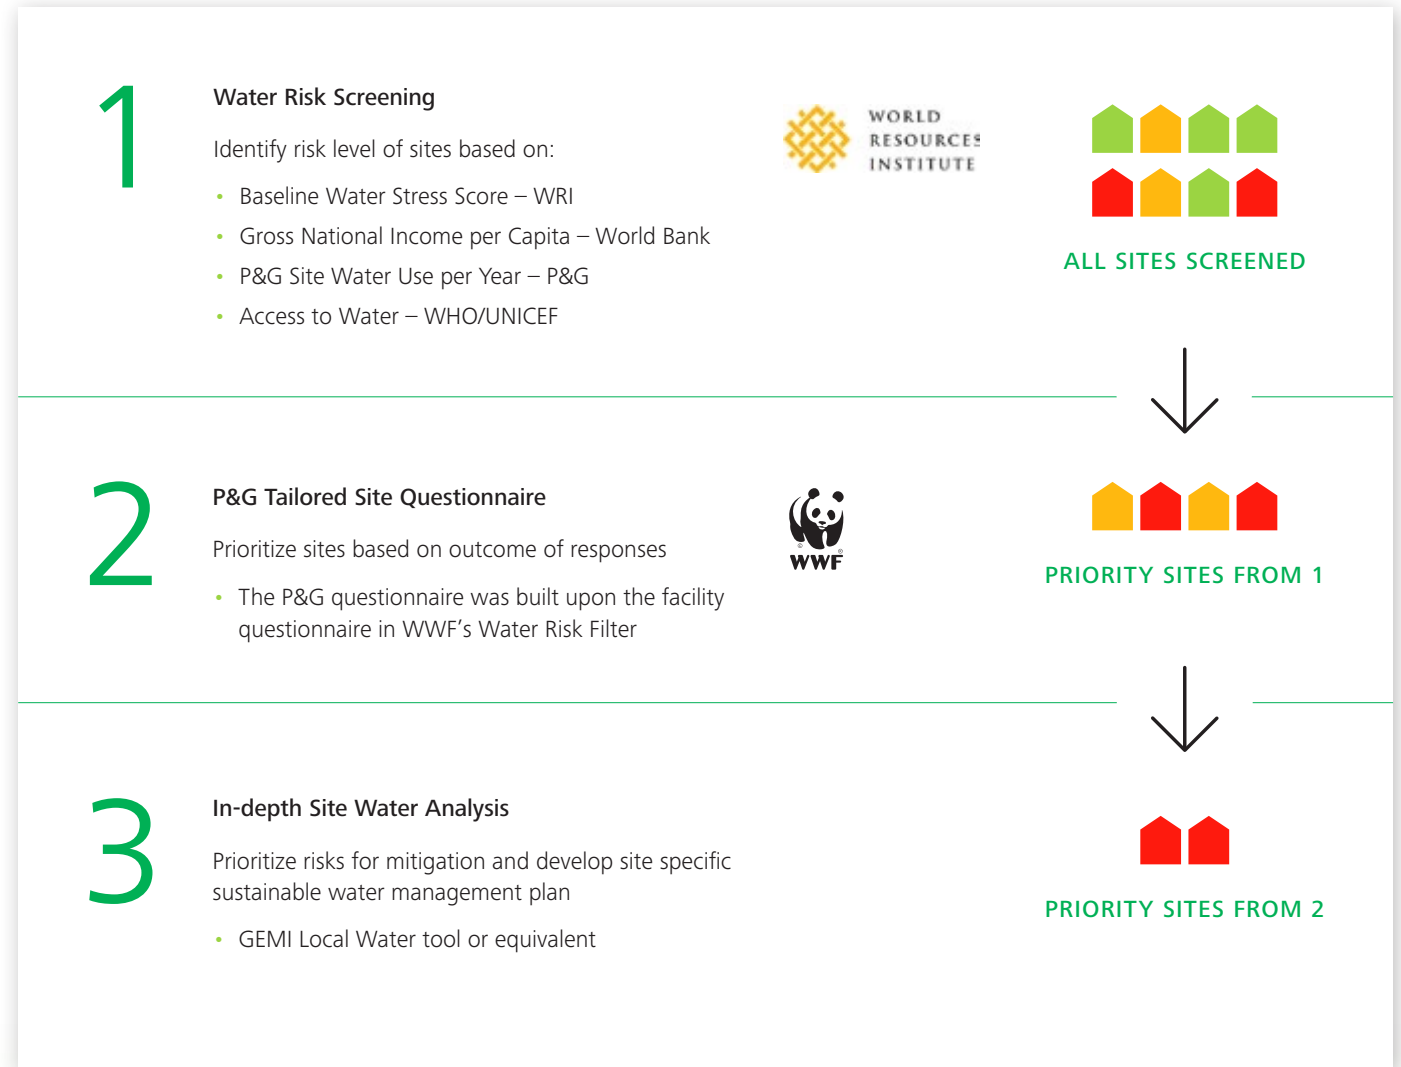 1
Water Risk Screening
Identify risk level of sites based on:
• Baseline Water Stress Score – WRI
• Gross National Income per Capita – World Bank
• P&G Site Water Use per Year – P&G
• Access to Water – WHO/UNICEF
WORLD
RESOURCES
INSTITUTE
ALL SITES SCREENED
2
P&G Tailored Site Questionnaire
Prioritize sites based on outcome of responses
• The P&G questionnaire was built upon the facility
questionnaire in WWF's Water Risk Filter
©
®
WWF
PRIORITY SITES FROM 1
3
In-depth Site Water Analysis
Prioritize risks for mitigation and develop site specific
sustainable water management plan
• GEMI Local Water tool or equivalent
PRIORITY SITES FROM 2